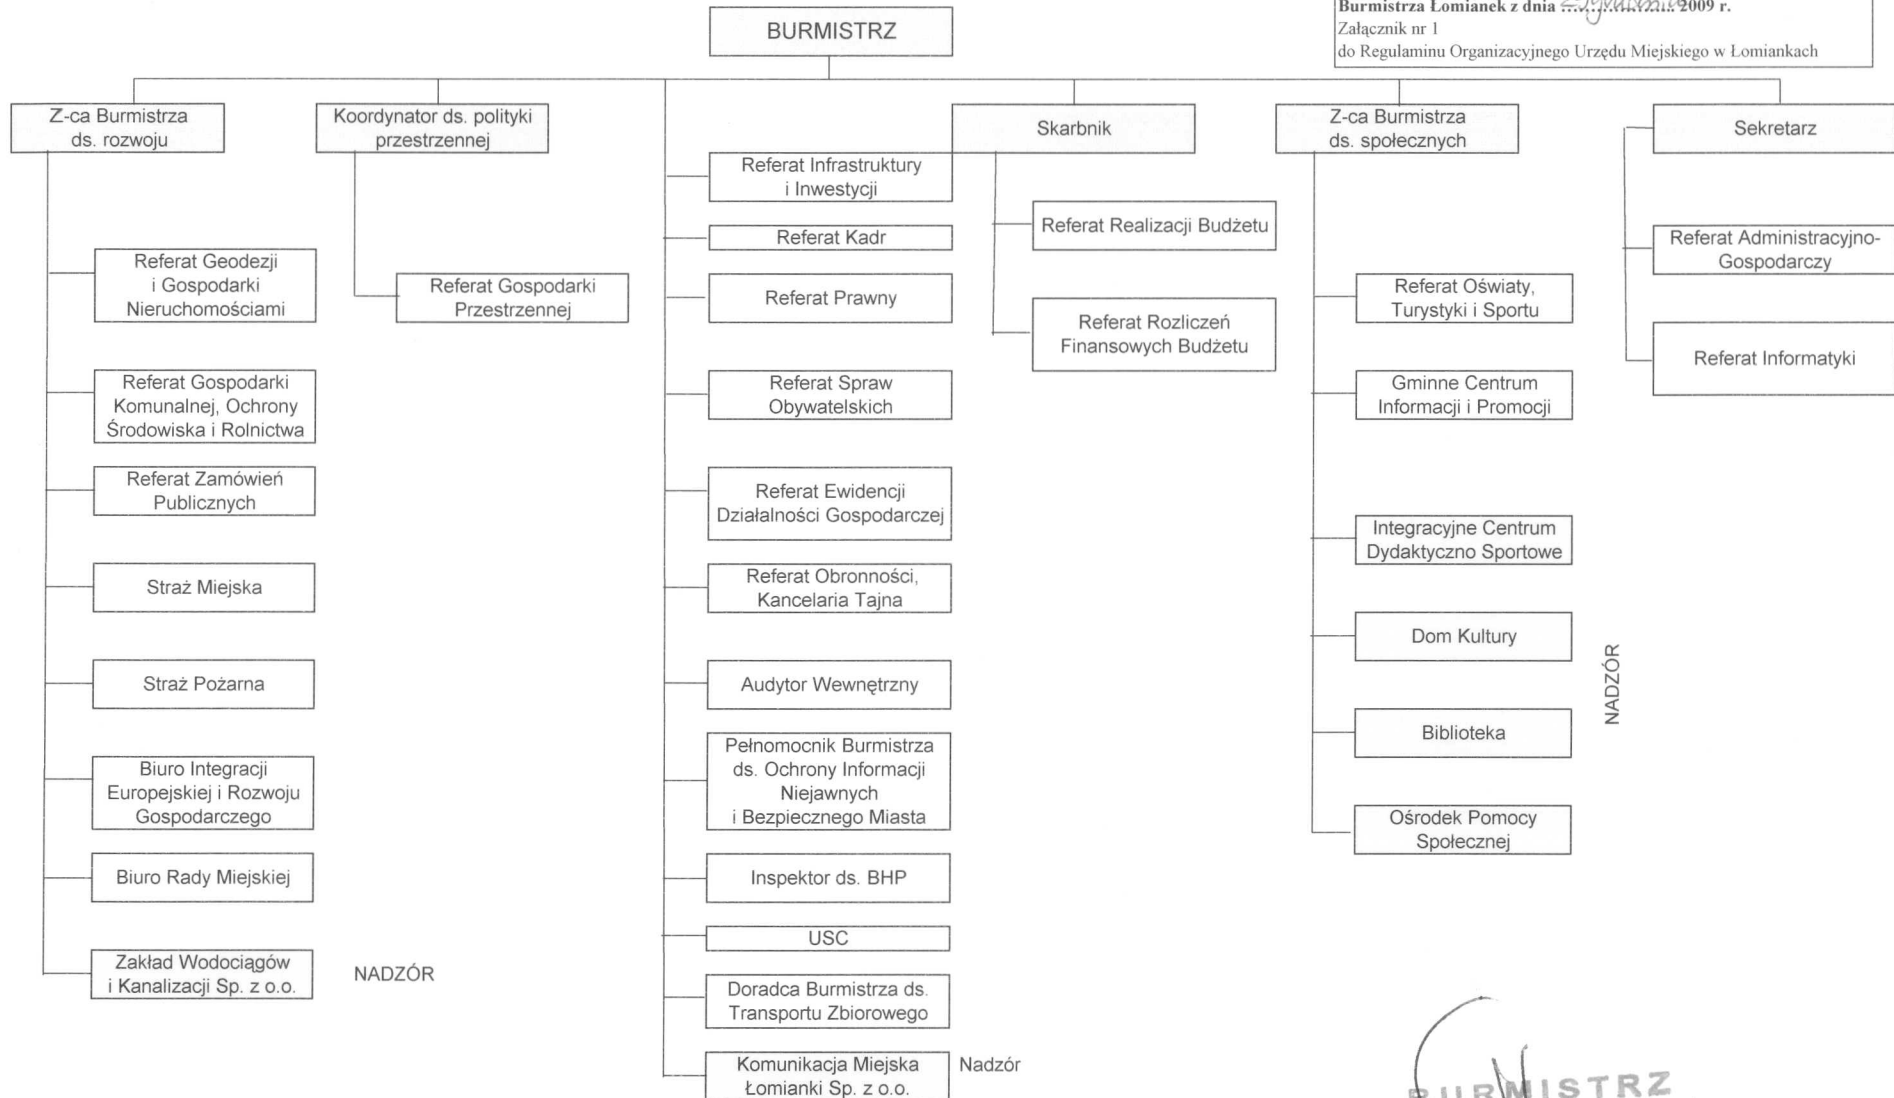 BURMISTRZ
Burmistrza Łomianek z dnia 2009 r.
Załącznik nr 1
do Regulaminu Organizacyjnego Urzędu Miejskiego w Łomiankach
Z-ca Burmistrza
ds. rozwoju
Referat Geodezji
i Gospodarki
Nieruchomościami
Referat Gospodarki
Komunalnej, Ochrony
Środowiska i Rolnictwa
Referat Zamówień
Publicznych
Straż Miejska
Straż Pożarna
Biuro Integracji
Europejskiej i Rozwoju
Gospodarczego
Biuro Rady Miejskiej
Zakład Wodociągów
i Kanalizacji Sp. z o.o.
NADZÓR
Koordynator ds. polityki
przestrzennej
Referat Gospodarki
Przestrzennej
Referat Infrastruktury
i Inwestycji
Referat Kadr
Referat Prawny
Referat Spraw
Obywatelskich
Referat Ewidencji
Działalności Gospodarczej
Referat Obronności,
Kancelaria Tajna
Audytor Wewnętrzny
Pełnomocnik Burmistrza
ds. Ochrony Informacji
Niejawnych
i Bezpiecznego Miasta
Inspektor ds. BHP
USC
Doradca Burmistrza ds.
Transportu Zbiorowego
Komunikacja Miejska
Łomianki Sp. z o.o.
Nadzór
Skarbnik
Referat Realizacji Budżetu
Referat Rozliczeń
Finansowych Budżetu
Z-ca Burmistrza
ds. społecznych
Referat Oświaty,
Turystyki i Sportu
Gminne Centrum
Informacji i Promocji
Integracyjne Centrum
Dydaktyczno Sportowe
Dom Kultury
Biblioteka
Ośrodek Pomocy
Społecznej
NADZÓR
Sekretarz
Referat Administracyjno-
Gospodarczy
Referat Informatyki
BURMISTRZ